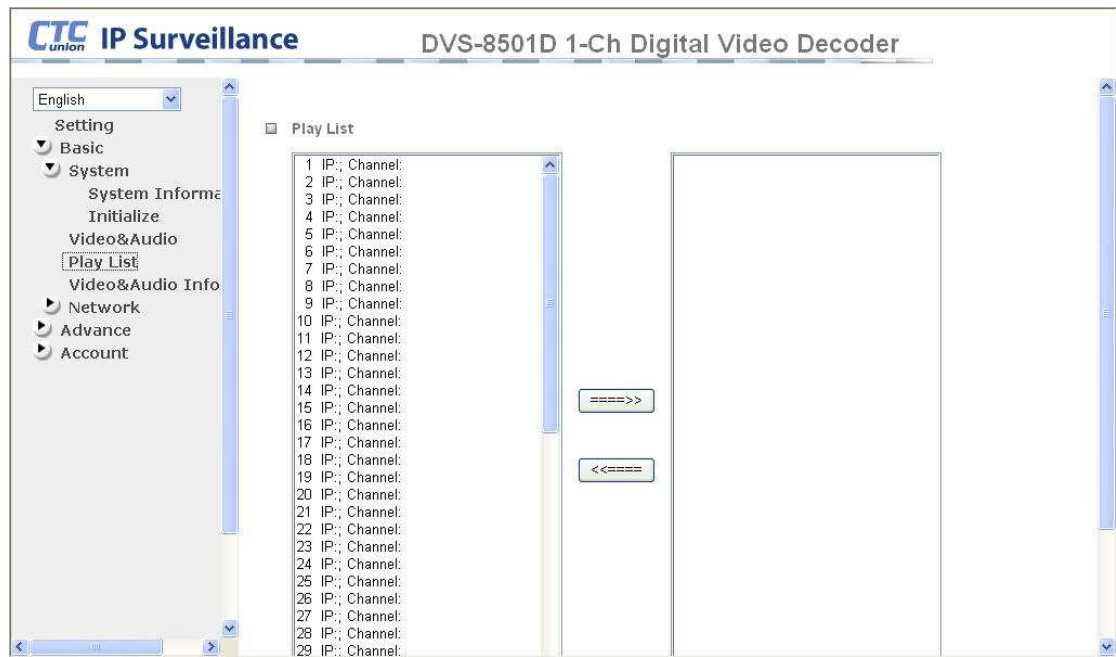 CTC union IP Surveillance
DVS-8501D 1-Ch Digital Video Decoder
English
Setting
Basic
System
System Informa
Initialize
Video&Audio
Play List
Video&Audio Info
Network
Advance
Account
Play List
1 IP:; Channel:
2 IP:; Channel:
3 IP:; Channel:
4 IP:; Channel:
5 IP:; Channel:
6 IP:; Channel:
7 IP:; Channel:
8 IP:; Channel:
9 IP:; Channel:
10 IP:; Channel:
11 IP:; Channel:
12 IP:; Channel:
13 IP:; Channel:
14 IP:; Channel:
15 IP:; Channel:
16 IP:; Channel:
17 IP:; Channel:
18 IP:; Channel:
19 IP:; Channel:
20 IP:; Channel:
21 IP:; Channel:
22 IP:; Channel:
23 IP:; Channel:
24 IP:; Channel:
25 IP:; Channel:
26 IP:; Channel:
27 IP:; Channel:
28 IP:; Channel:
29 IP:; Channel:
====>>
<<====